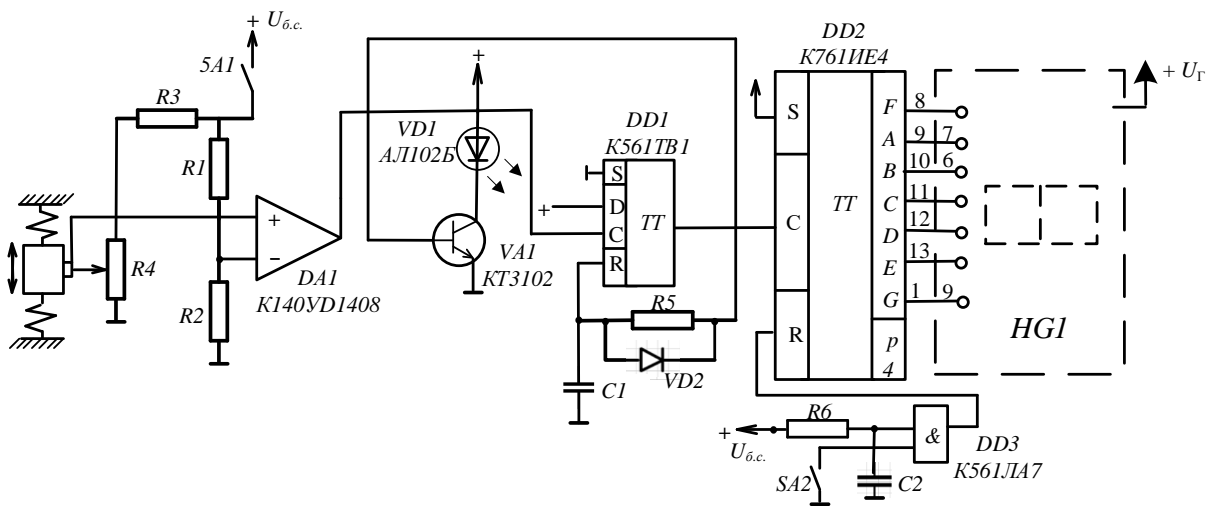 + Uб.с.
5A1
R3
R1
R4
R2
+
−
DA1
К140УD1408
+
VD1
АЛ102Б
VA1
КТ3102
DD1
К561ТВ1
S
D
C
R
TT
+
R5
VD2
C1
DD2
К761ИЕ4
S
C
R
TT
F 8
A 9 7
B 10 6
C 11
D 12
E 13
G 1 9
p
4
HG1
+ UГ
+
Uб.с.
R6
&
DD3
К561ЛА7
SA2
C2